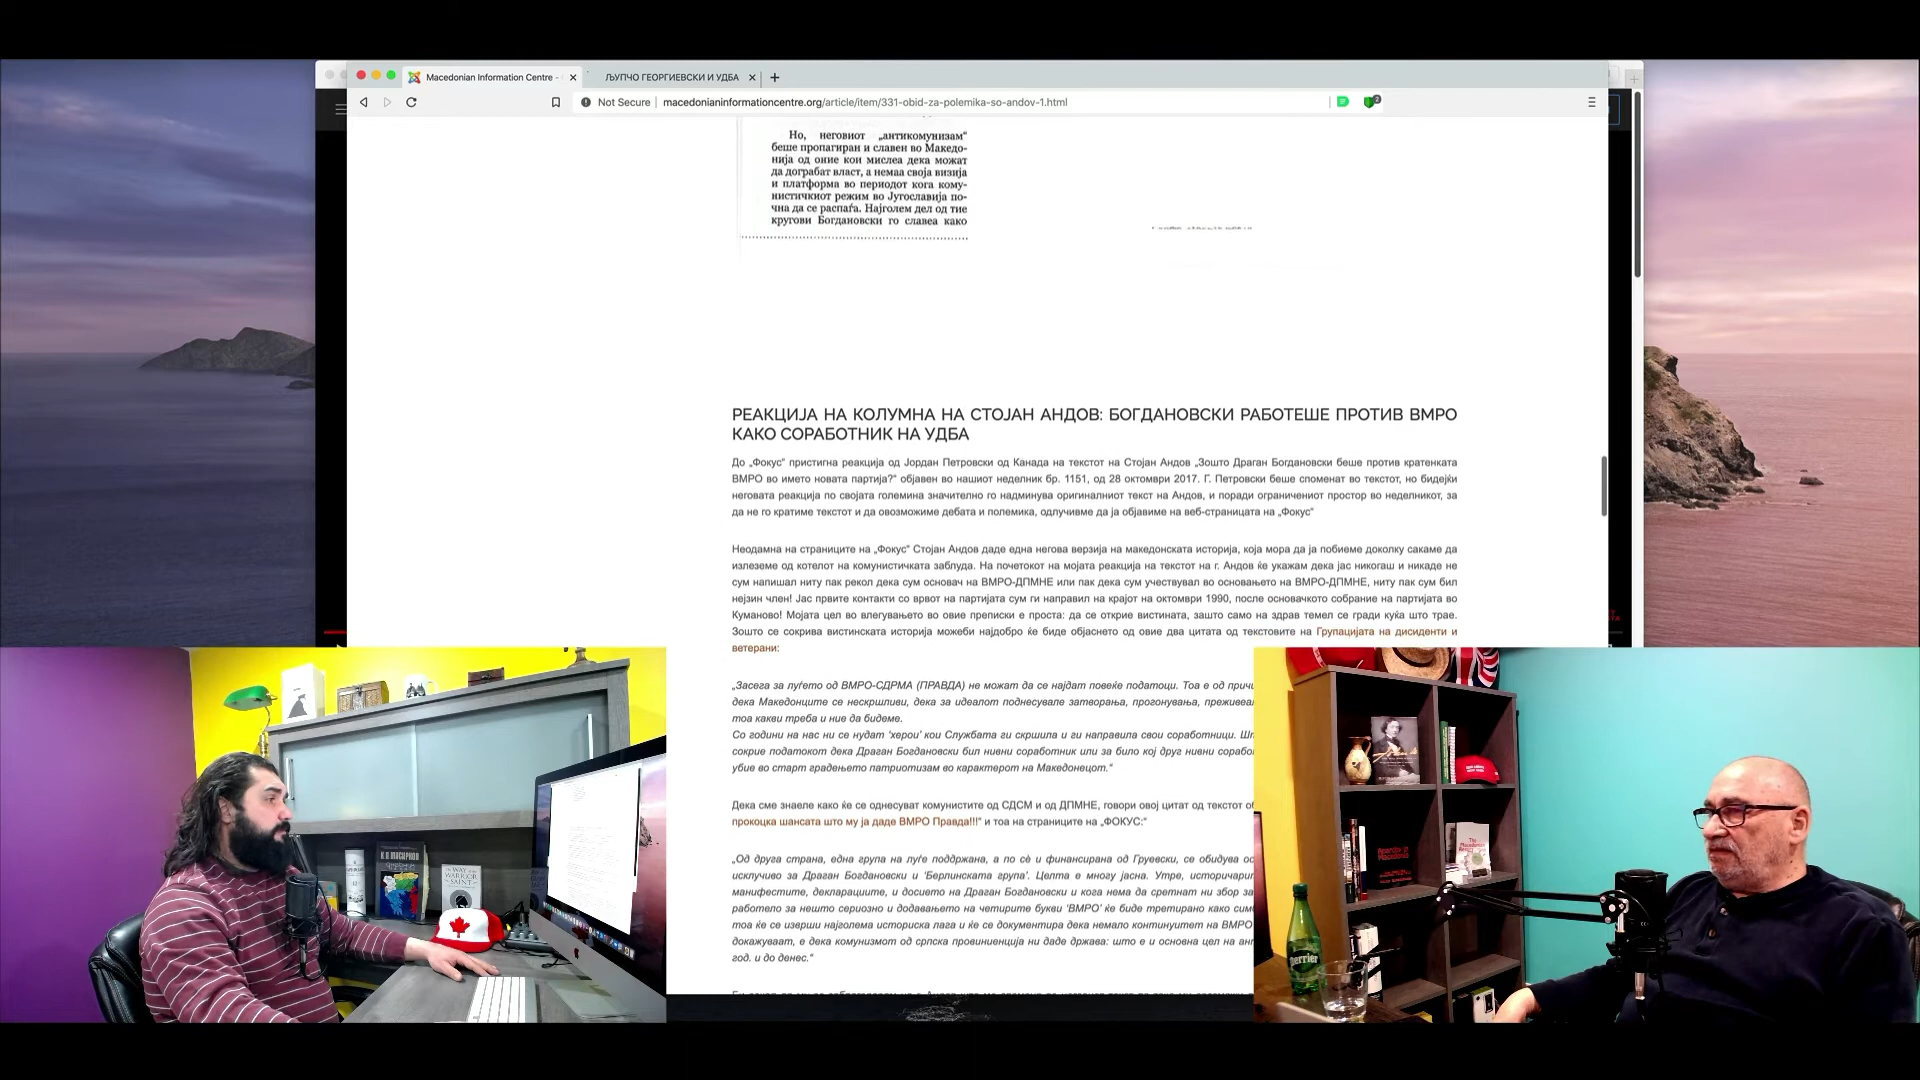 Macedonian Information Centre -
ЉУПЧО ГЕОРГИЕВСКИ И УДБА
Not Secure
macedonianinformationcentre.org/article/item/331-obid-za-polemika-so-andov-1.html
Но, неговиот „антикомунизам“
беше пропагиран и славен во Македо-
нија од оние кои мислеа дека можат
да дограбат власт, а немаа своја визија
и платформа во периодот кога кому-
нистичкиот режим во Југославија по-
чна да се распаѓа. Најголем дел од тие
кругови Богдановски го славеа како
РЕАКЦИЈА НА КОЛУМНА НА СТОЈАН АНДОВ: БОГДАНОВСКИ РАБОТЕШЕ ПРОТИВ ВМРО
КАКО СОРАБОТНИК НА УДБА
До „Фокус“ пристигна реакција од Јордан Петровски од Канада на текстот на Стојан Андов „Зошто Драган Богдановски беше против кратенката
ВМРО во името новата партија?“ објавен во нашиот неделник бр. 1151, од 28 октомври 2017. Г. Петровски беше споменат во текстот, но бидејќи
неговата реакција по својата големина значително го надминува оригиналниот текст на Андов, и поради ограничениот простор во неделникот, за
да не го кратиме текстот и да овозможиме дебата и полемика, одлучивме да ја објавиме на веб-страницата на „Фокус“
Неодамна на страниците на „Фокус“ Стојан Андов даде една негова верзија на македонската историја, која мора да ја побиеме доколку сакаме да
излеземе од котелот на комунистичката заблуда. На почетокот на мојата реакција на текстот на г. Андов ќе укажам дека јас никогаш и никаде не
сум напишал ниту пак рекол дека сум основач на ВМРО-ДПМНЕ или пак дека сум учествувал во основањето на ВМРО-ДПМНЕ, ниту пак сум бил
нејзин член! Јас првите контакти со врвот на партијата сум ги направил на крајот на октомври 1990, после основачкото собрание на партијата во
Куманово! Мојата цел во влегувањето во овие преписки е проста: да се открие вистината, зашто само на здрав темел се гради куќа што трае.
Зошто се сокрива вистинската историја можеби најдобро ќе биде објаснето од овие два цитата од текстовите на Групацијата на дисиденти и
ветерани:
„Засега за луѓето од ВМРО-СДРМА (ПРАВДА) не можат да се најдат повеќе податоци. Тоа е од
дека Македонците се нескршливи, дека за идеалот поднесувале затворања, прогонувања,
тоа какви треба и ние да бидеме.
Со години на нас ни се нудат 'херои' кои Службата ги скршила и ги направила свои соработници.
сокрие податокот дека Драган Богдановски бил нивни соработник или за било кој друг нивни
убие во старт градењето патриотизам во карактерот на Македонецот.“
Дека сме знаеле како ќе се однесуват комунистите од СДСМ и од ДПМНЕ, говори овој цитат од текстот
прокоцка шансата што му ја даде ВМРО Правда!!!“ и тоа на страниците на „ФОКУС:“
„Од друга страна, една група на луѓе поддржана, а по сѐ и финансирана од Груевски, се обидува
исклучиво за Драган Богдановски и 'Берлинската група'. Целта е многу јасна. Утре,
манифестите, декларациите, и досието на Драган Богдановски и кога нема да сретнат ни збор
работело за нешто сериозно и додавањето на четирите букви 'ВМРО' ќе биде третирано како
тоа ќе се изврши најголема историска лага и ќе се документира дека немало континуитет на ВМРО
докажуваат, е дека комунизмот од српска провиниенција ни даде држава: што е и основна цел на
год. и до денес.“
К.П. МИСИРКОВ
THE WAY OF THE
WARRIOR
SAINT
perrier